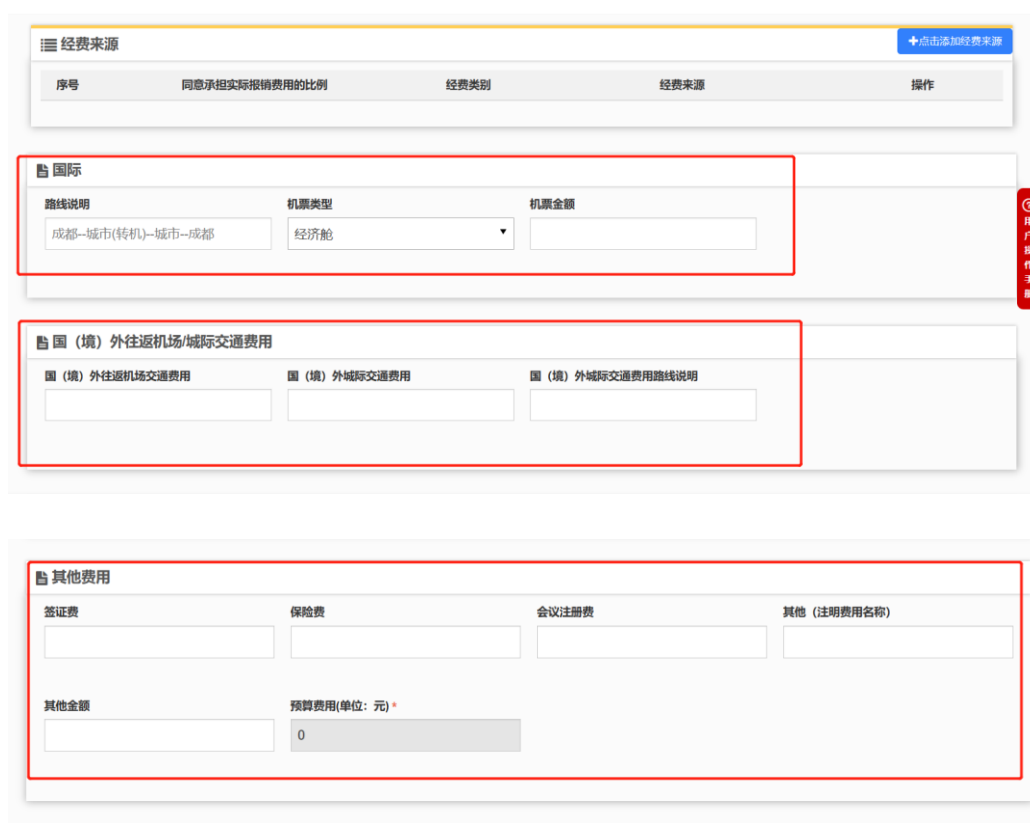 经费来源
+点击添加经费来源
序号 同意承担实际报销费用的比例 经费类别 经费来源 操作
国际
路线说明 机票类型 机票金额
成都--城市(转机)--城市--成都 经济舱
用户操作手册
国（境）外往返机场/城际交通费用
国（境）外往返机场交通费用 国（境）外城际交通费用 国（境）外城际交通费用路线说明
其他费用
签证费 保险费 会议注册费 其他（注明费用名称）
其他金额 预算费用(单位：元) *
0